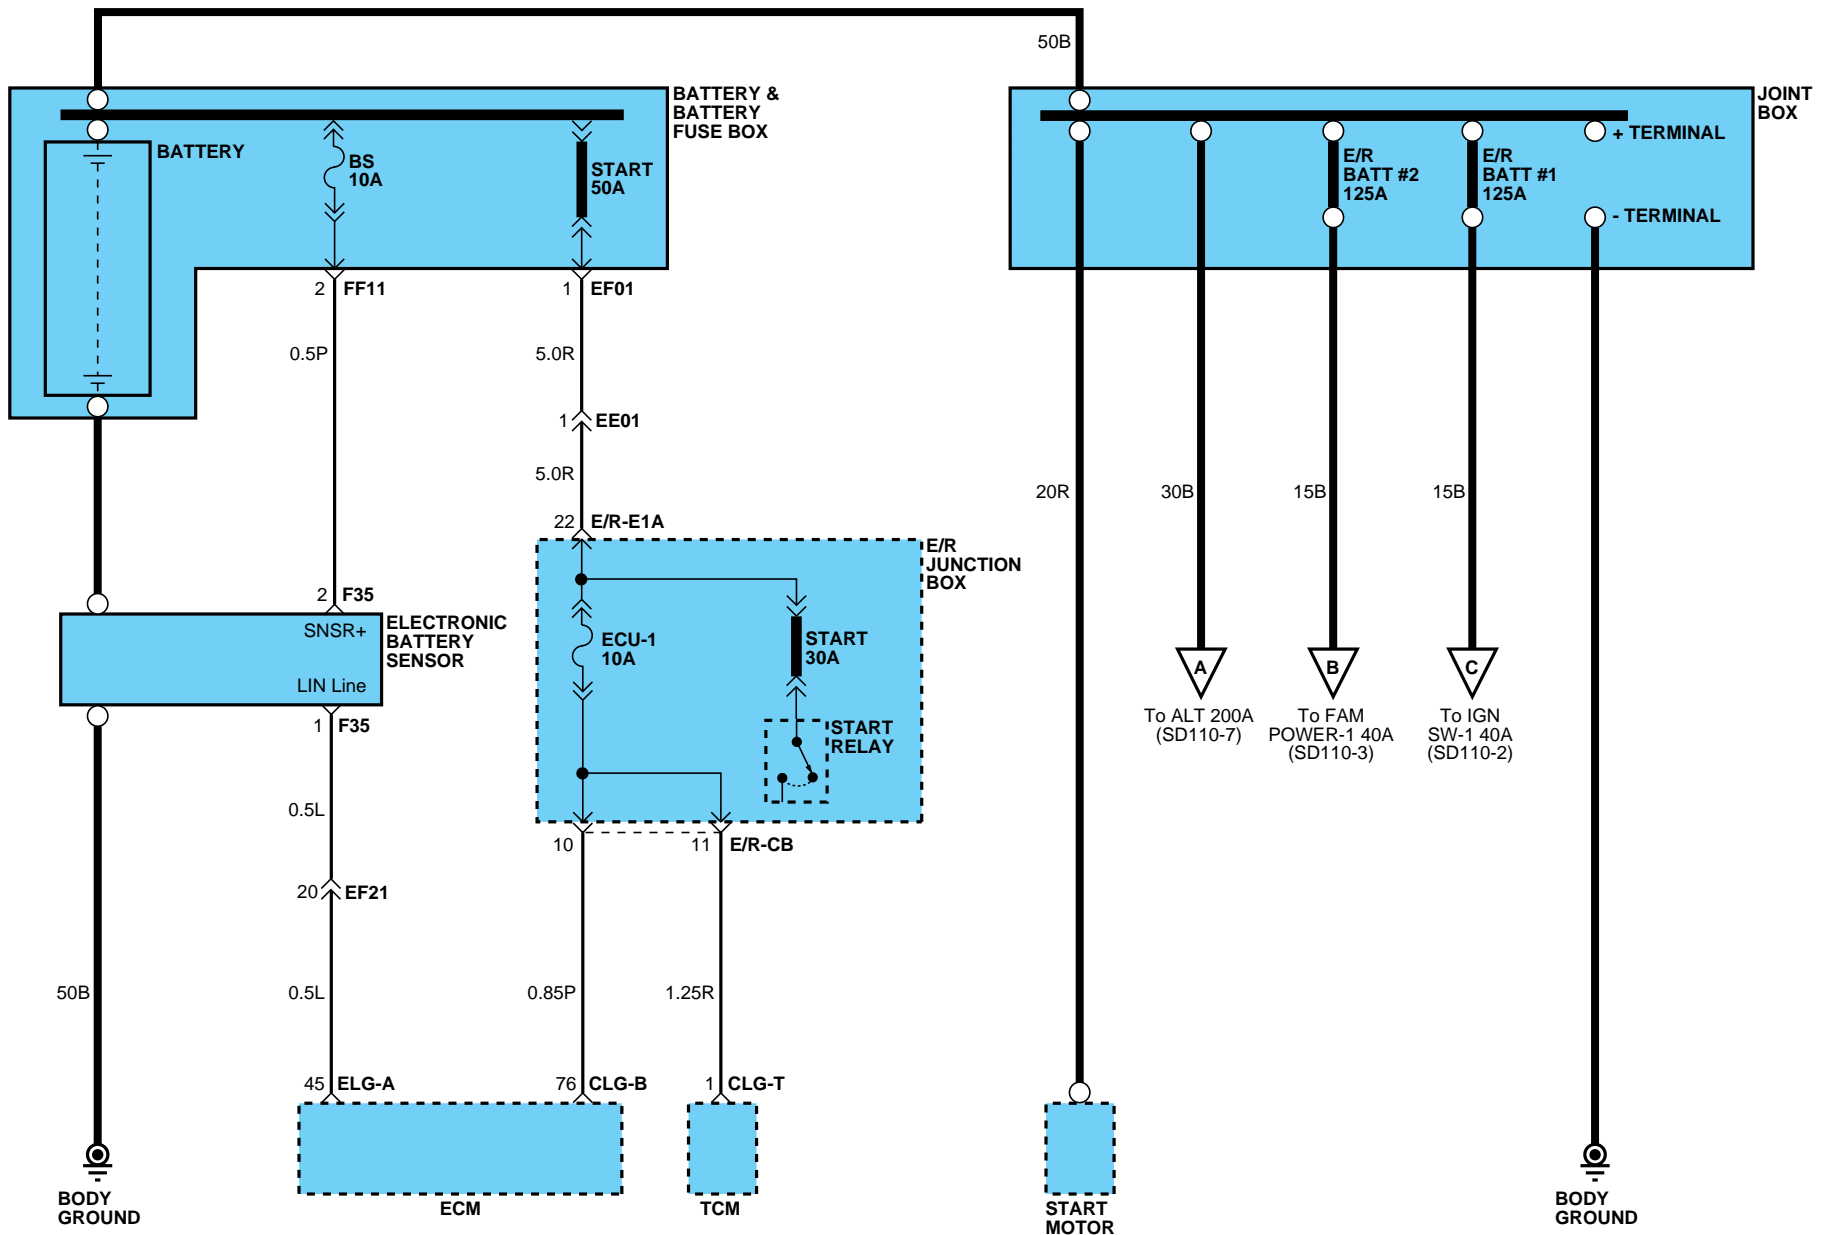 50B
BATTERY &
BATTERY
FUSE BOX
BATTERY
BS
10A
START
50A
JOINT
BOX
+ TERMINAL
E/R
BATT #2
125A
E/R
BATT #1
125A
- TERMINAL
2 FF11
1 EF01
0.5P
5.0R
1 EE01
5.0R
20R
30B
15B
15B
22 E/R-E1A
E/R
JUNCTION
BOX
2 F35
SNSR+
LIN Line
ELECTRONIC
BATTERY
SENSOR
ECU-1
10A
START
30A
A
B
C
1 F35
START
RELAY
To ALT 200A
(SD110-7)
To FAM
POWER-1 40A
(SD110-3)
To IGN
SW-1 40A
(SD110-2)
0.5L
10
11 E/R-CB
20 EF21
50B
0.5L
0.85P
1.25R
45 ELG-A
76 CLG-B
1 CLG-T
BODY
GROUND
ECM
TCM
START
MOTOR
BODY
GROUND